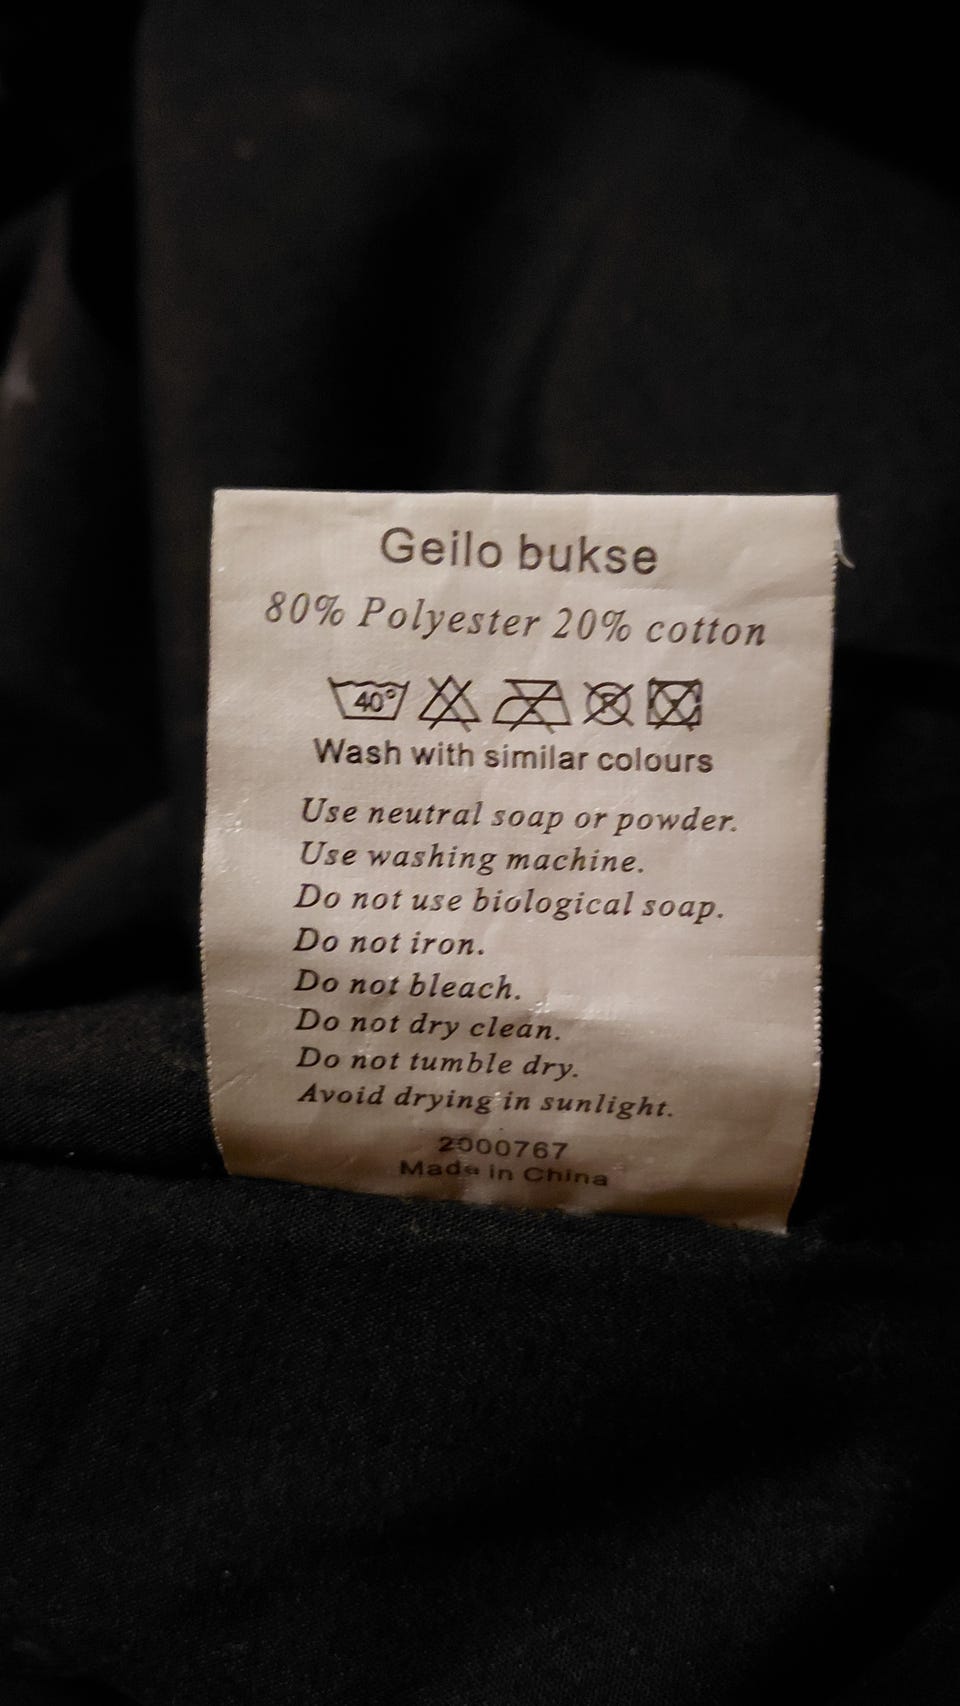 Geilo bukse
80% Polyester 20% cotton
40°
Wash with similar colours
Use neutral soap or powder.
Use washing machine.
Do not use biological soap.
Do not iron.
Do not bleach.
Do not dry clean.
Do not tumble dry.
Avoid drying in sunlight.
2000767
Made in China